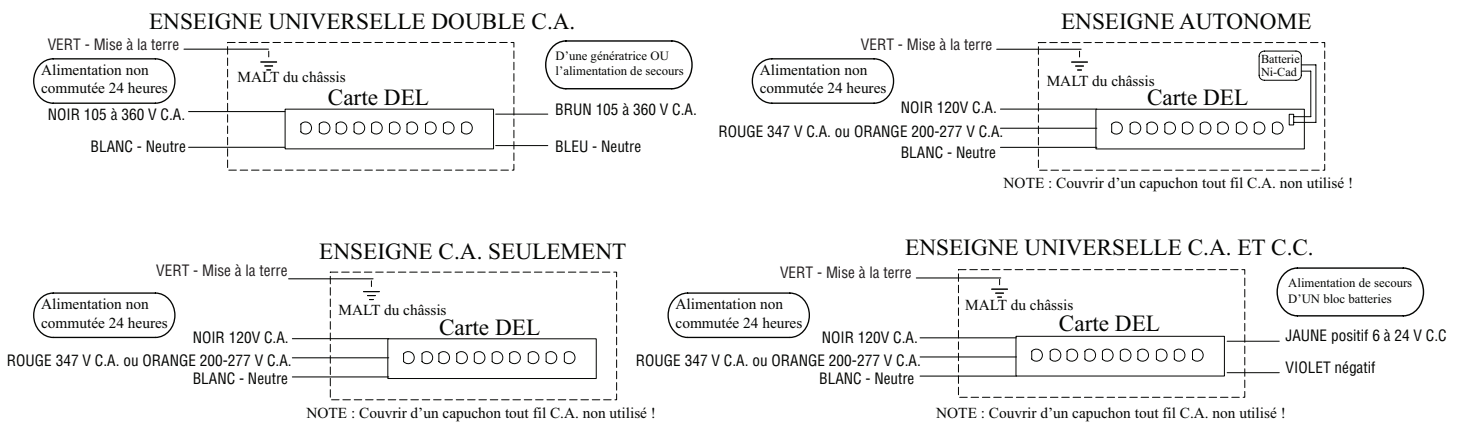 ENSEIGNE UNIVERSELLE DOUBLE C.A.
VERT - Mise à la terre
MALT du châssis
Alimentation non
commutée 24 heures
D'une génératrice OU
l'alimentation de secours
Carte DEL
NOIR 105 à 360 V C.A.
BRUN 105 à 360 V C.A.
BLANC - Neutre
BLEU - Neutre
ENSEIGNE AUTONOME
VERT - Mise à la terre
MALT du châssis
Alimentation non
commutée 24 heures
Batterie
Ni-Cad
Carte DEL
NOIR 120V C.A.
ROUGE 347 V C.A. ou ORANGE 200-277 V C.A.
BLANC - Neutre
NOTE : Couvrir d'un capuchon tout fil C.A. non utilisé !
ENSEIGNE C.A. SEULEMENT
VERT - Mise à la terre
MALT du châssis
Alimentation non
commutée 24 heures
Carte DEL
NOIR 120V C.A.
ROUGE 347 V C.A. ou ORANGE 200-277 V C.A.
BLANC - Neutre
NOTE : Couvrir d'un capuchon tout fil C.A. non utilisé !
ENSEIGNE UNIVERSELLE C.A. ET C.C.
VERT - Mise à la terre
MALT du châssis
Alimentation non
commutée 24 heures
Alimentation de secours
D'UN bloc batteries
Carte DEL
NOIR 120V C.A.
JAUNE positif 6 à 24 V C.C
ROUGE 347 V C.A. ou ORANGE 200-277 V C.A.
VIOLET négatif
BLANC - Neutre
NOTE : Couvrir d'un capuchon tout fil C.A. non utilisé !